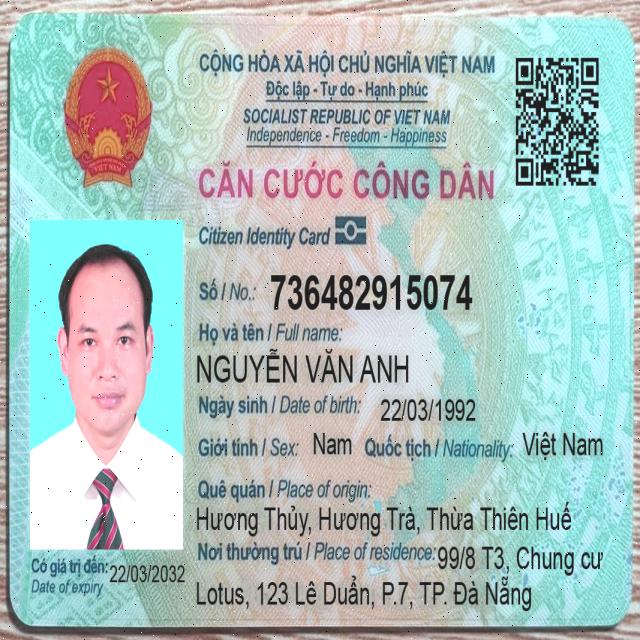 CỘNG HÒA XÃ HỘI CHỦ NGHĨA VIỆT NAM
Độc lập - Tự do - Hạnh phúc
SOCIALIST REPUBLIC OF VIET NAM
Independence - Freedom - Happiness
CĂN CƯỚC CÔNG DÂN
Citizen Identity Card
Số / No.: 736482915074
Họ và tên / Full name:
NGUYỄN VĂN ANH
Ngày sinh / Date of birth: 22/03/1992
Giới tính / Sex: Nam Quốc tịch / Nationality: Việt Nam
Quê quán / Place of origin:
Hương Thủy, Hương Trà, Thừa Thiên Huế
Nơi thường trú / Place of residence: 99/8 T3, Chung cư
Lotus, 123 Lê Duẩn, P.7, TP. Đà Nẵng
Có giá trị đến: 22/03/2032
Date of expiry
VIỆT NAM